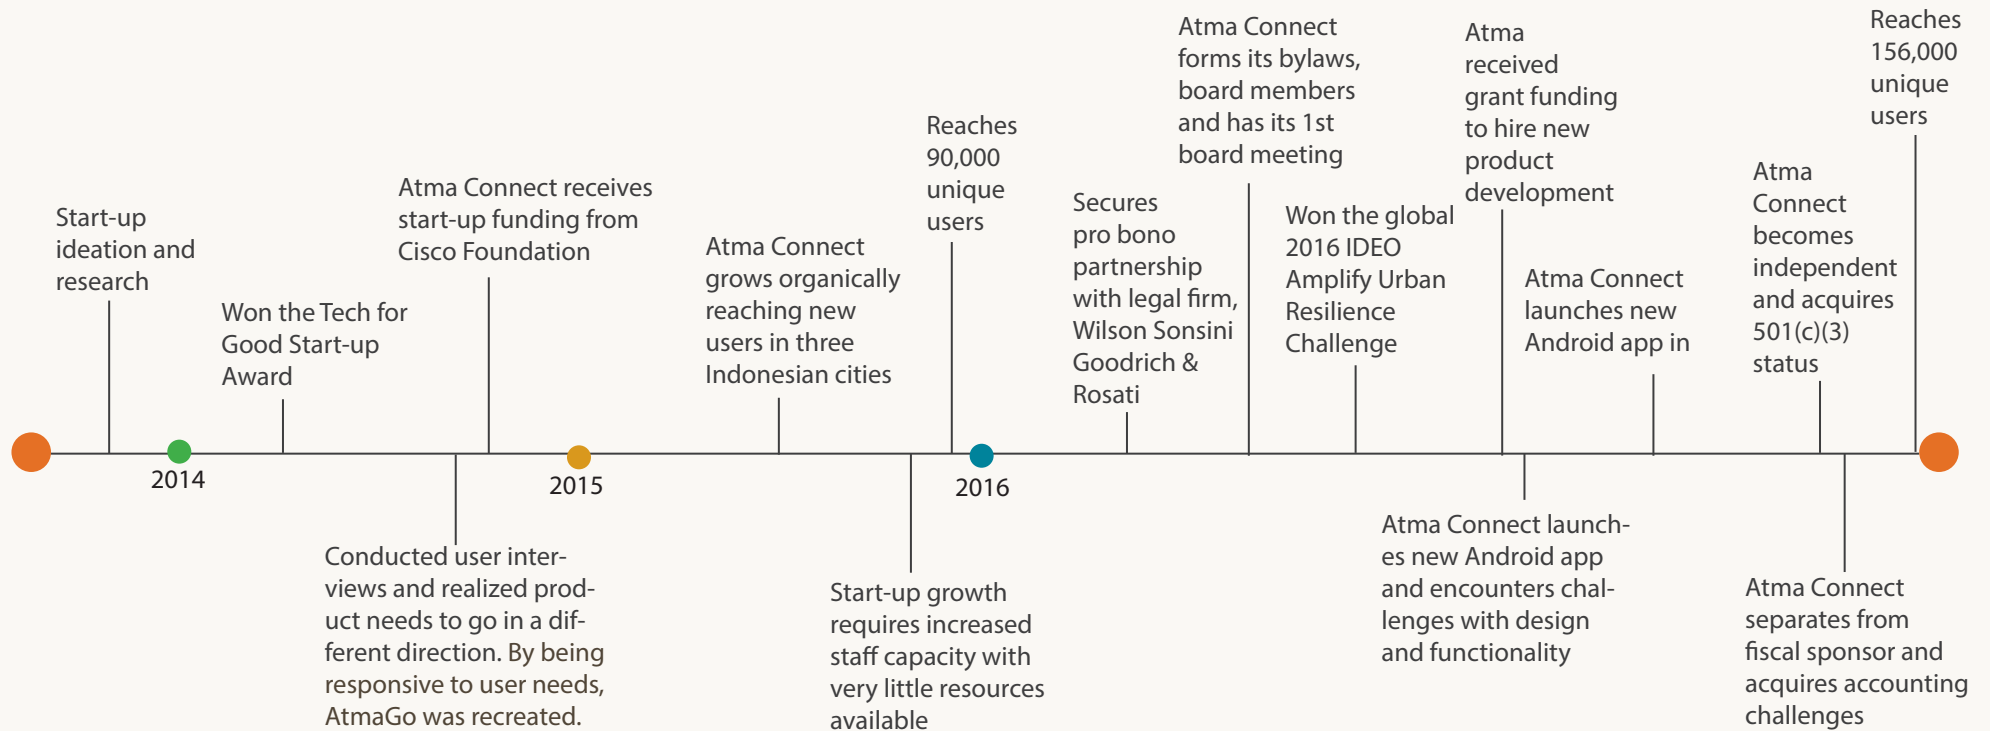 Start-up
ideation and
research
Won the Tech for
Good Start-up
Award
Atma Connect receives
start-up funding from
Cisco Foundation
Atma Connect
grows organically
reaching new
users in three
Indonesian cities
Reaches
90,000
unique
users
Secures
pro bono
partnership
with legal firm,
Wilson Sonsini
Goodrich &
Rosati
Atma Connect
forms its bylaws,
board members
and has its 1st
board meeting
Won the global
2016 IDEO
Amplify Urban
Resilience
Challenge
Atma
received
grant funding
to hire new
product
development
Atma Connect
launches new
Android app in
Atma
Connect
becomes
independent
and acquires
501(c)(3)
status
Reaches
156,000
unique
users
2014
2015
2016
Conducted user inter-
views and realized prod-
uct needs to go in a dif-
ferent direction. By being
responsive to user needs,
AtmaGo was recreated.
Start-up growth
requires increased
staff capacity with
very little resources
available
Atma Connect launch-
es new Android app
and encounters chal-
lenges with design
and functionality
Atma Connect
separates from
fiscal sponsor and
acquires accounting
challenges